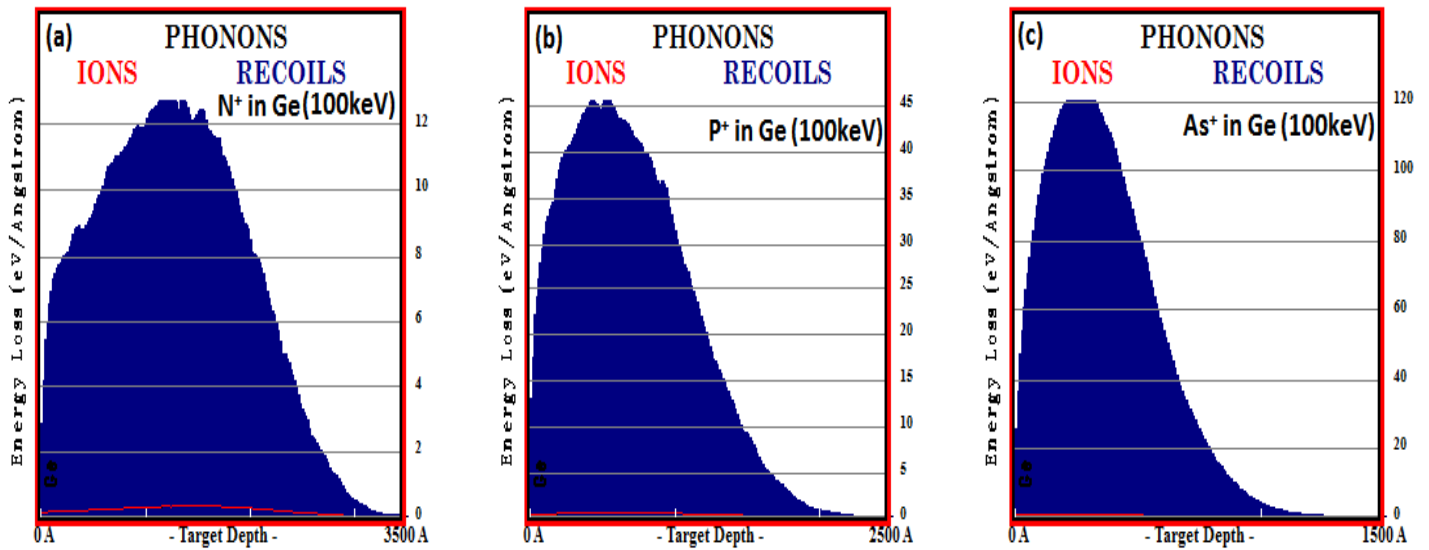 (a)
PHONONS
IONS RECOILS
N+ in Ge (100keV)
Energy Loss (eV/Angstrom)
12
10
8
6
4
2
0
Ge
0 A - Target Depth - 3500 A
(b)
PHONONS
IONS RECOILS
P+ in Ge (100keV)
Energy Loss (eV/Angstrom)
45
40
35
30
25
20
15
10
5
0
Ge
0 A - Target Depth - 2500 A
(c)
PHONONS
IONS RECOILS
As+ in Ge (100keV)
Energy Loss (eV/Angstrom)
120
100
80
60
40
20
0
Ge
0 A - Target Depth - 1500 A